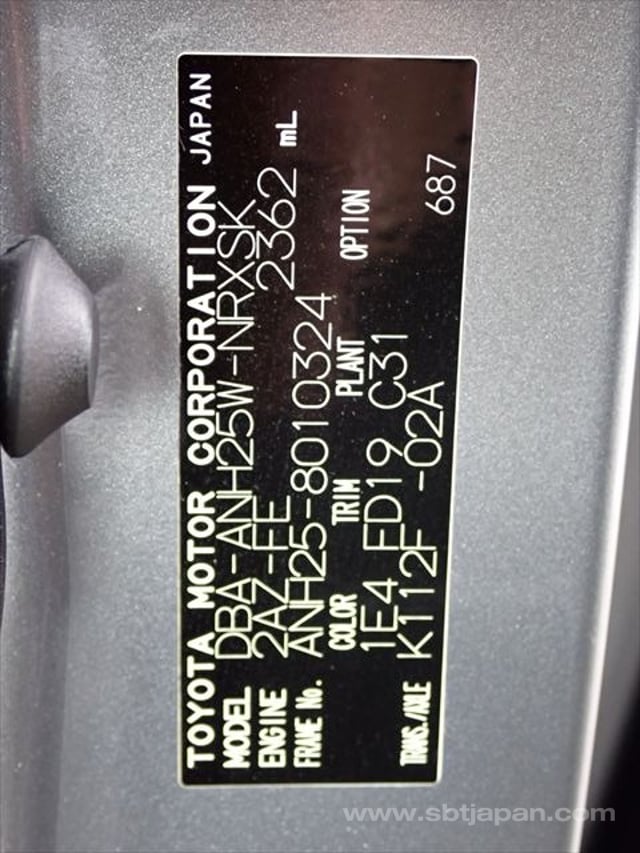 TOYOTA MOTOR CORPORATION JAPAN
MODEL DBA-ANH25W-NRXSK
ENGINE 2AZ-FE 2362 mL
FRAME No. ANH25-8010324
COLOR TRIM PLANT OPTION
1E4 FD19 C31
TRANS./AXLE K112F -02A 687
www.sbtjapan.com